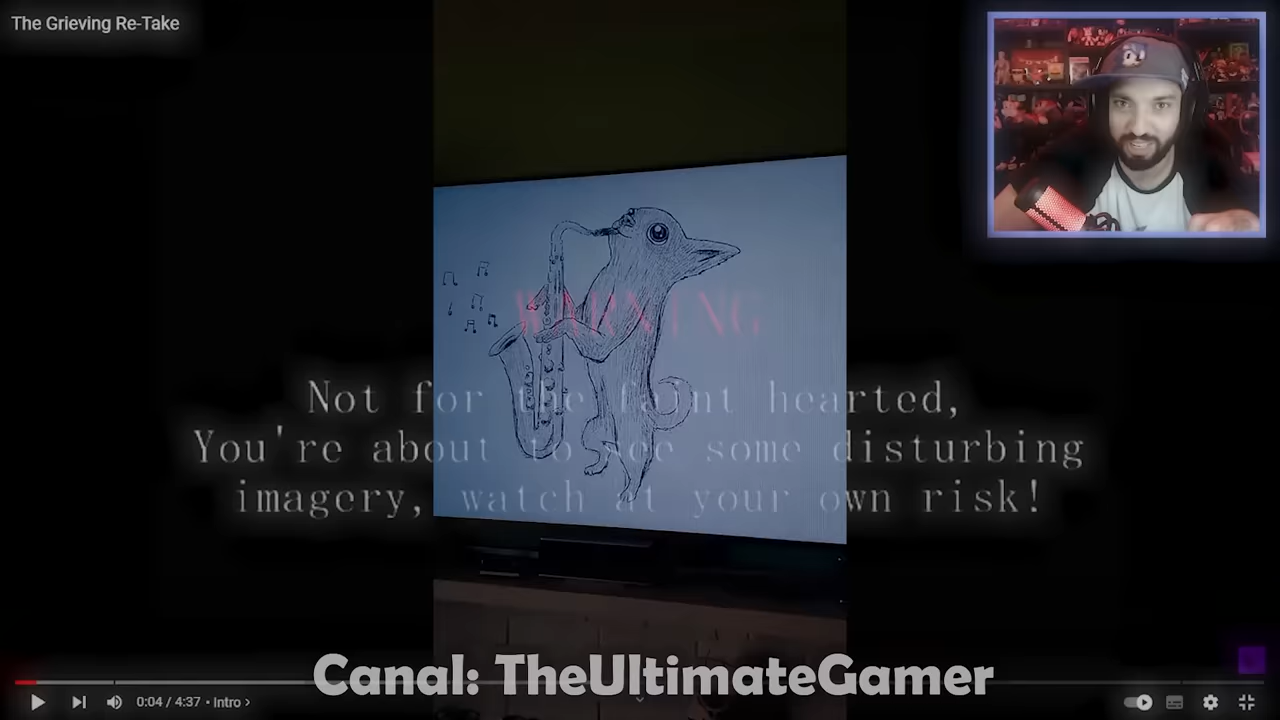 The Grieving Re-Take
WARNING
Not for the faint hearted,
You're about to see some disturbing
imagery, watch at your own risk!
Canal: TheUltimateGamer
0:04 / 4:37 • Intro ›